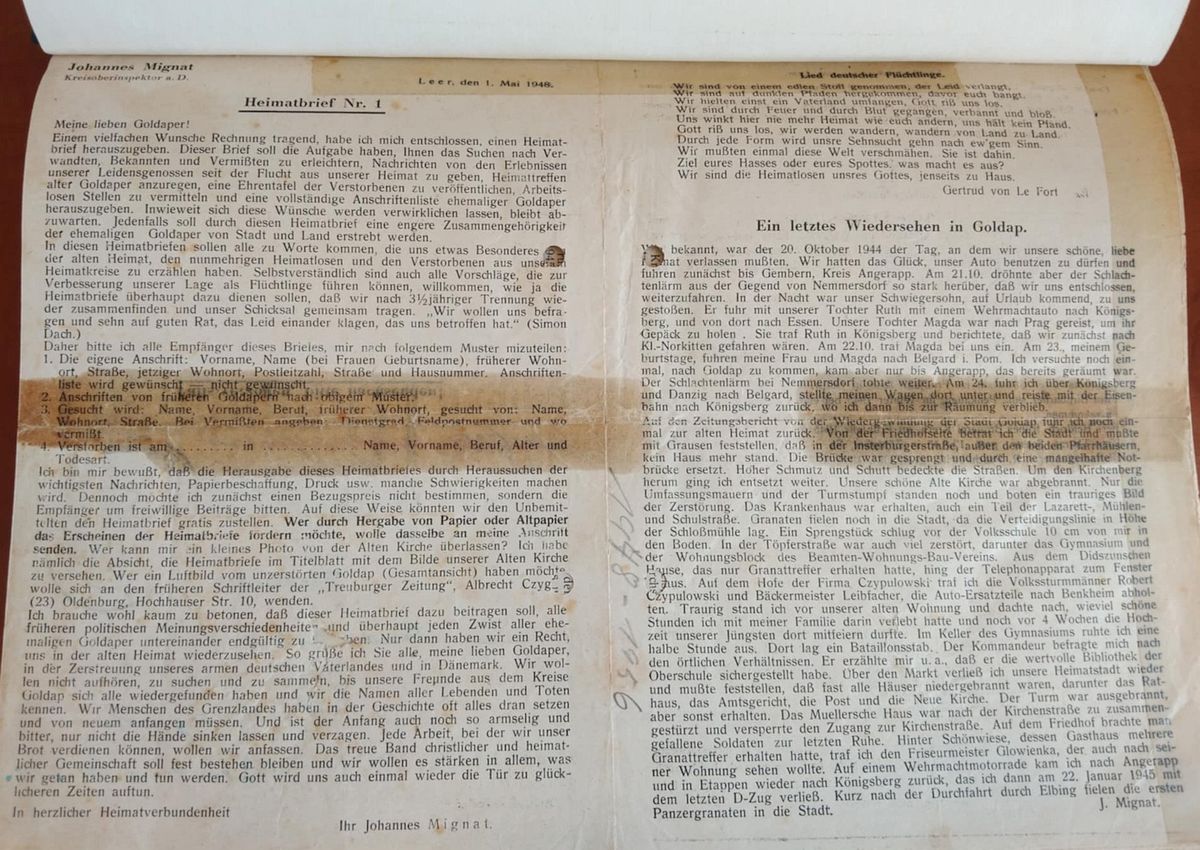 Johannes Mignat
Kreisoberinspektor a. D.
Leer, den 1. Mai 1948.
Heimatbrief Nr. 1
Meine lieben Goldaper!
Einem vielfachen Wunsche Rechnung tragend, habe ich mich entschlossen, einen Heimat-
brief herauszugeben. Dieser Brief soll die Aufgabe haben, Ihnen das Suchen nach Ver-
wandten, Bekannten und Vermißten zu erleichtern, Nachrichten von den Erlebnissen
unserer Leidensgenossen seit der Flucht aus unserer Heimat zu geben, Heimattreffen
alter Goldaper anzuregen, eine Ehrentafel der Verstorbenen zu veröffentlichen, Arbeits-
losen Stellen zu vermitteln und eine vollständige Anschriftenliste ehemaliger Goldaper
herauszugeben. Inwieweit sich diese Wünsche werden verwirklichen lassen, bleibt ab-
zuwarten. Jedenfalls soll durch diesen Heimatbrief eine engere Zusammengehörigkeit
der ehemaligen Goldaper von Stadt und Land erstrebt werden.
In diesen Heimatbriefen sollen alle zu Worte kommen, die uns etwas Besonderes
der alten Heimat, den nunmehrigen Heimatlosen und den Verstorbenen aus unserem
Heimatkreise zu erzählen haben. Selbstverständlich sind auch alle Vorschläge, die zur
Verbesserung unserer Lage als Flüchtlinge führen können, willkommen, wie ja die
Heimatbriefe überhaupt dazu dienen sollen, daß wir nach 3½jähriger Trennung wie-
der zusammenfinden und unser Schicksal gemeinsam tragen. „Wir wollen uns befra-
gen und sehn auf guten Rat, das Leid einander klagen, das uns betroffen hat.“ (Simon
Dach.)
Daher bitte ich alle Empfänger dieses Briefes, mir nach folgendem Muster mitzuteilen:
1. Die eigene Anschrift: Vorname, Name (bei Frauen Geburtsname), früherer Wohn-
ort, Straße, jetziger Wohnort, Postleitzahl, Straße und Hausnummer. Anschriften-
liste wird gewünscht — nicht gewünscht.
2. Anschriften von früheren Goldapern nach obigem Muster.
3. Gesucht wird: Name, Vorname, Beruf, früherer Wohnort, gesucht von: Name,
Wohnort, Straße. Bei Vermißten angeben: Dienstgrad, Feldpostnummer und wo
vermißt.
4. Verstorben ist am . . . . . . . . . . in . . . . . . . . . . Name, Vorname, Beruf, Alter und
Todesart.
Ich bin mir bewußt, daß die Herausgabe dieses Heimatbriefes durch Heraussuchen der
wichtigsten Nachrichten, Papierbeschaffung, Druck usw. manche Schwierigkeiten machen
wird. Dennoch möchte ich zunächst einen Bezugspreis nicht bestimmen, sondern die
Empfänger um freiwillige Beiträge bitten. Auf diese Weise könnten wir den Unbemit-
telten den Heimatbrief gratis zustellen. Wer durch Hergabe von Papier oder Altpapier
das Erscheinen der Heimatbriefe fördern möchte, wolle dasselbe an meine Anschrift
senden. Wer kann mir ein kleines Photo von der Alten Kirche überlassen? Ich habe
nämlich die Absicht, die Heimatbriefe im Titelblatt mit dem Bilde unserer Alten Kirche
zu versehen. Wer ein Luftbild vom unzerstörten Goldap (Gesamtansicht) haben möchte,
wolle sich an den früheren Schriftleiter der „Treuburger Zeitung“, Albrecht Czyg
(23) Oldenburg, Hochhauser Str. 10, wenden.
Ich brauche wohl kaum zu betonen, daß dieser Heimatbrief dazu beitragen soll, alle
früheren politischen Meinungsverschiedenheiten und überhaupt jeden Zwist aller ehe-
maligen Goldaper untereinander endgültig zu Nur dann haben wir ein Recht,
uns in der alten Heimat wiederzusehen. So grüße ich Sie alle, meine lieben Goldaper,
in der Zerstreuung unseres armen deutschen Vaterlandes und in Dänemark. Wir wol-
len nicht aufhören, zu suchen und zu sammeln, bis unsere Freunde aus dem Kreise
Goldap sich alle wiedergefunden haben und wir die Namen aller Lebenden und Toten
kennen. Wir Menschen des Grenzlandes haben in der Geschichte oft alles dran setzen
und von neuem anfangen müssen. Und ist der Anfang auch noch so armselig und
bitter, nur nicht die Hände sinken lassen und verzagen. Jede Arbeit, bei der wir unser
Brot verdienen können, wollen wir anfassen. Das treue Band christlicher und heimat-
licher Gemeinschaft soll fest bestehen bleiben und wir wollen es stärken in allem, was
wir getan haben und tun werden. Gott wird uns auch einmal wieder die Tür zu glück-
licheren Zeiten auftun.
In herzlicher Heimatverbundenheit
Ihr Johannes Mignat.
Lied deutscher Flüchtlinge.
Wir sind von einem edlen Stoff genommen, der Leid verlangt,
Wir sind auf dunklen Pfaden hergekommen, davor euch bangt.
Wir hielten einst ein Vaterland umfangen, Gott riß uns los.
Wir sind durch Feuer und durch Blut gegangen, verbannt und bloß.
Uns winkt hier nie mehr Heimat wie euch andern, uns hält kein Pfand.
Gott riß uns los, wir werden wandern, wandern von Land zu Land.
Durch jede Form wird unsre Sehnsucht gehn nach ew'gem Sinn.
Wir mußten einmal diese Welt verschmähen. Sie ist dahin.
Ziel eures Hasses oder eures Spottes, was macht es aus?
Wir sind die Heimatlosen unsres Gottes, jenseits zu Haus.
Gertrud von Le Fort
Ein letztes Wiedersehen in Goldap.
bekannt, war der 20. Oktober 1944 der Tag, an dem wir unsere schöne, liebe
Heimat verlassen mußten. Wir hatten das Glück, unser Auto benutzen zu dürfen und
fuhren zunächst bis Gembern, Kreis Angerapp. Am 21.10. dröhnte aber der Schlach-
tenlärm aus der Gegend von Nemmersdorf so stark herüber, daß wir uns entschlossen,
weiterzufahren. In der Nacht war unser Schwiegersohn, auf Urlaub kommend, zu uns
gestoßen. Er fuhr mit unserer Tochter Ruth mit einem Wehrmachtauto nach Königs-
berg, und von dort nach Essen. Unsere Tochter Magda war nach Prag gereist, um ihr
Gepäck zu holen. Sie traf Ruth in Königsberg und berichtete, daß wir zunächst nach
Kl.-Norkitten gefahren wären. Am 22.10. traf Magda bei uns ein. Am 23., meinem Ge-
burtstage, fuhren meine Frau und Magda nach Belgard i. Pom. Ich versuchte noch ein-
mal, nach Goldap zu kommen, kam aber nur bis Angerapp, das bereits geräumt war.
Der Schlachtenlärm bei Nemmersdorf tobte weiter. Am 24. fuhr ich über Königsberg
und Danzig nach Belgard, stellte meinen Wagen dort unter und reiste mit der Eisen-
bahn nach Königsberg zurück, wo ich dann bis zur Räumung verblieb.
Auf den Zeitungsbericht von der Wiedergewinnung der Stadt Goldap fuhr ich noch ein-
mal zur alten Heimat zurück. Von der Friedhofseite betrat ich die Stadt und mußte
mit Grausen feststellen, daß in der Insterburgerstraße, außer den beiden Pfarrhäusern,
kein Haus mehr stand. Die Brücke war gesprengt und durch eine mangelhafte Not-
brücke ersetzt. Hoher Schmutz und Schutt bedeckte die Straßen. Um den Kirchenberg
herum ging ich entsetzt weiter. Unsere schöne Alte Kirche war abgebrannt. Nur die
Umfassungsmauern und der Turmstumpf standen noch und boten ein trauriges Bild
der Zerstörung. Das Krankenhaus war erhalten, auch ein Teil der Lazarett-, Mühlen-
und Schulstraße. Granaten fielen noch in die Stadt, da die Verteidigungslinie in Höhe
der Schloßmühle lag. Ein Sprengstück schlug vor der Volksschule 10 cm von mir in
den Boden. In der Töpferstraße war auch viel zerstört, darunter das Gymnasium und
der Wohnungsblock des Beamten-Wohnungs-Bau-Vereins. Aus dem Didszunschen
Hause, das nur Granattreffer erhalten hatte, hing der Telephonapparat zum Fenster
heraus. Auf dem Hofe der Firma Czypulowski traf ich die Volkssturmmänner Robert
Czypulowski und Bäckermeister Leibfacher, die Auto-Ersatzteile nach Benkheim abhol-
ten. Traurig stand ich vor unserer alten Wohnung und dachte nach, wieviel schöne
Stunden ich mit meiner Familie darin verlebt hatte und noch vor 4 Wochen die Hoch-
zeit unserer Jüngsten dort mitfeiern durfte. Im Keller des Gymnasiums ruhte ich eine
halbe Stunde aus. Dort lag ein Bataillonsstab. Der Kommandeur befragte mich nach
den örtlichen Verhältnissen. Er erzählte mir u. a., daß er die wertvolle Bibliothek der
Oberschule sichergestellt habe. Über den Markt verließ ich unsere Heimatstadt wieder
und mußte feststellen, daß fast alle Häuser niedergebrannt waren, darunter das Rat-
haus, das Amtsgericht, die Post und die Neue Kirche. Der Turm war ausgebrannt,
aber sonst erhalten. Das Muellersche Haus war nach der Kirchenstraße zu zusammen-
gestürzt und versperrte den Zugang zur Kirchenstraße. Auf dem Friedhof brachte man
gefallene Soldaten zur letzten Ruhe. Hinter Schönwiese, dessen Gasthaus mehrere
Granattreffer erhalten hatte, traf ich den Friseurmeister Glowienka, der auch nach sei-
ner Wohnung sehen wollte. Auf einem Wehrmachtmotorrade kam ich nach Angerapp
und in Etappen wieder nach Königsberg zurück, das ich dann am 22. Januar 1945 mit
dem letzten D-Zug verließ. Kurz nach der Durchfahrt durch Elbing fielen die ersten
Panzergranaten in die Stadt.
J. Mignat.
1948-1956